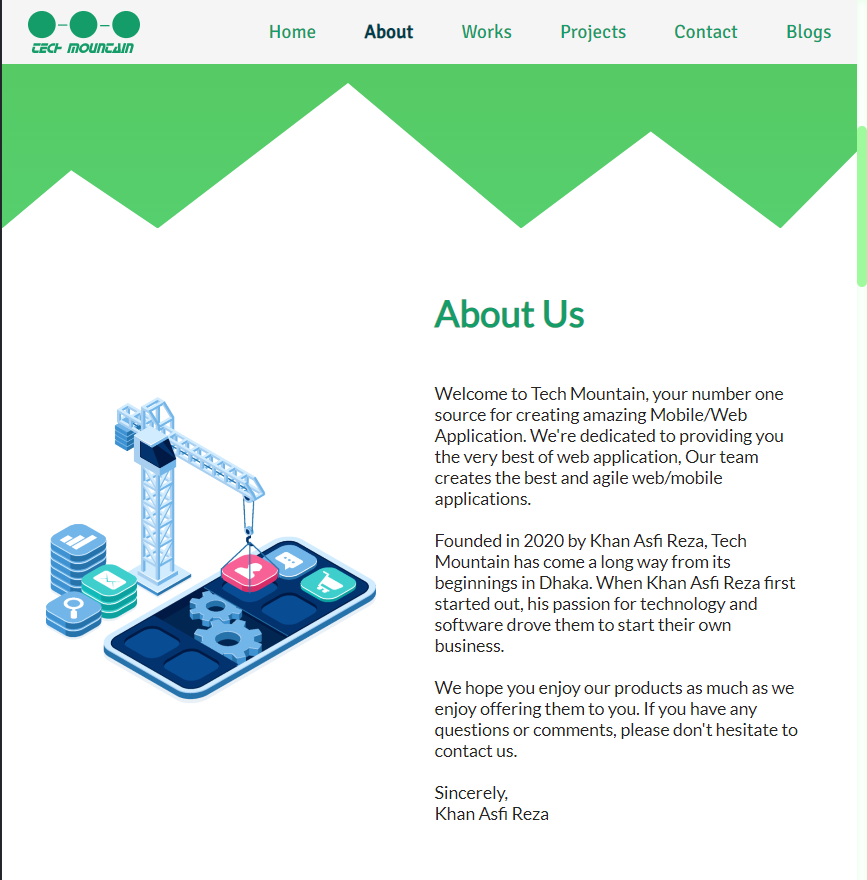 TECH MOUNTAIN
Home About Works Projects Contact Blogs
About Us
Welcome to Tech Mountain, your number one
source for creating amazing Mobile/Web
Application. We're dedicated to providing you
the very best of web application, Our team
creates the best and agile web/mobile
applications.
Founded in 2020 by Khan Asfi Reza, Tech
Mountain has come a long way from its
beginnings in Dhaka. When Khan Asfi Reza first
started out, his passion for technology and
software drove them to start their own
business.
We hope you enjoy our products as much as we
enjoy offering them to you. If you have any
questions or comments, please don't hesitate to
contact us.
Sincerely,
Khan Asfi Reza